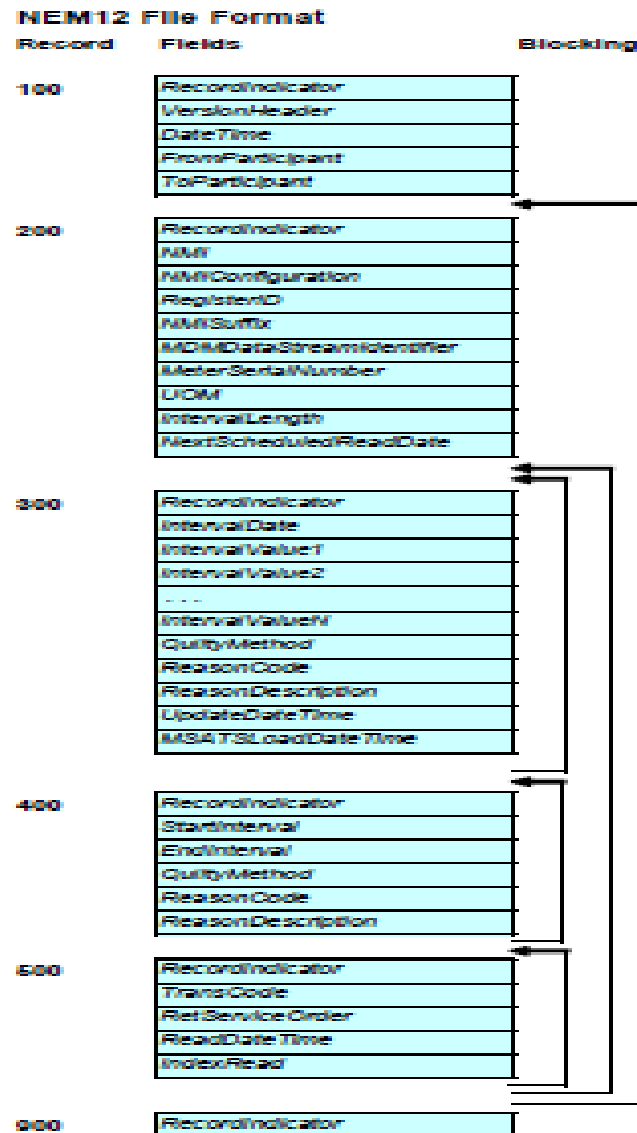 NEM12 File Format
Record Fields Blocking
100 RecordIndicator
VersionHeader
DateTime
FromParticipant
ToParticipant
200 RecordIndicator
NMI
NMIConfiguration
RegisterID
NMISuffix
MDMDataStreamIdentifier
MeterSerialNumber
UOM
IntervalLength
NextScheduledReadDate
300 RecordIndicator
IntervalDate
IntervalValue1
IntervalValue2
. . .
IntervalValueN
QuiltyMethod
ReasonCode
ReasonDescription
UpdateDateTime
MSATSLoadDateTime
400 RecordIndicator
StartInterval
EndInterval
QuiltyMethod
ReasonCode
ReasonDescription
500 RecordIndicator
TransCode
RetServiceOrder
ReadDateTime
IndexRead
900 RecordIndicator